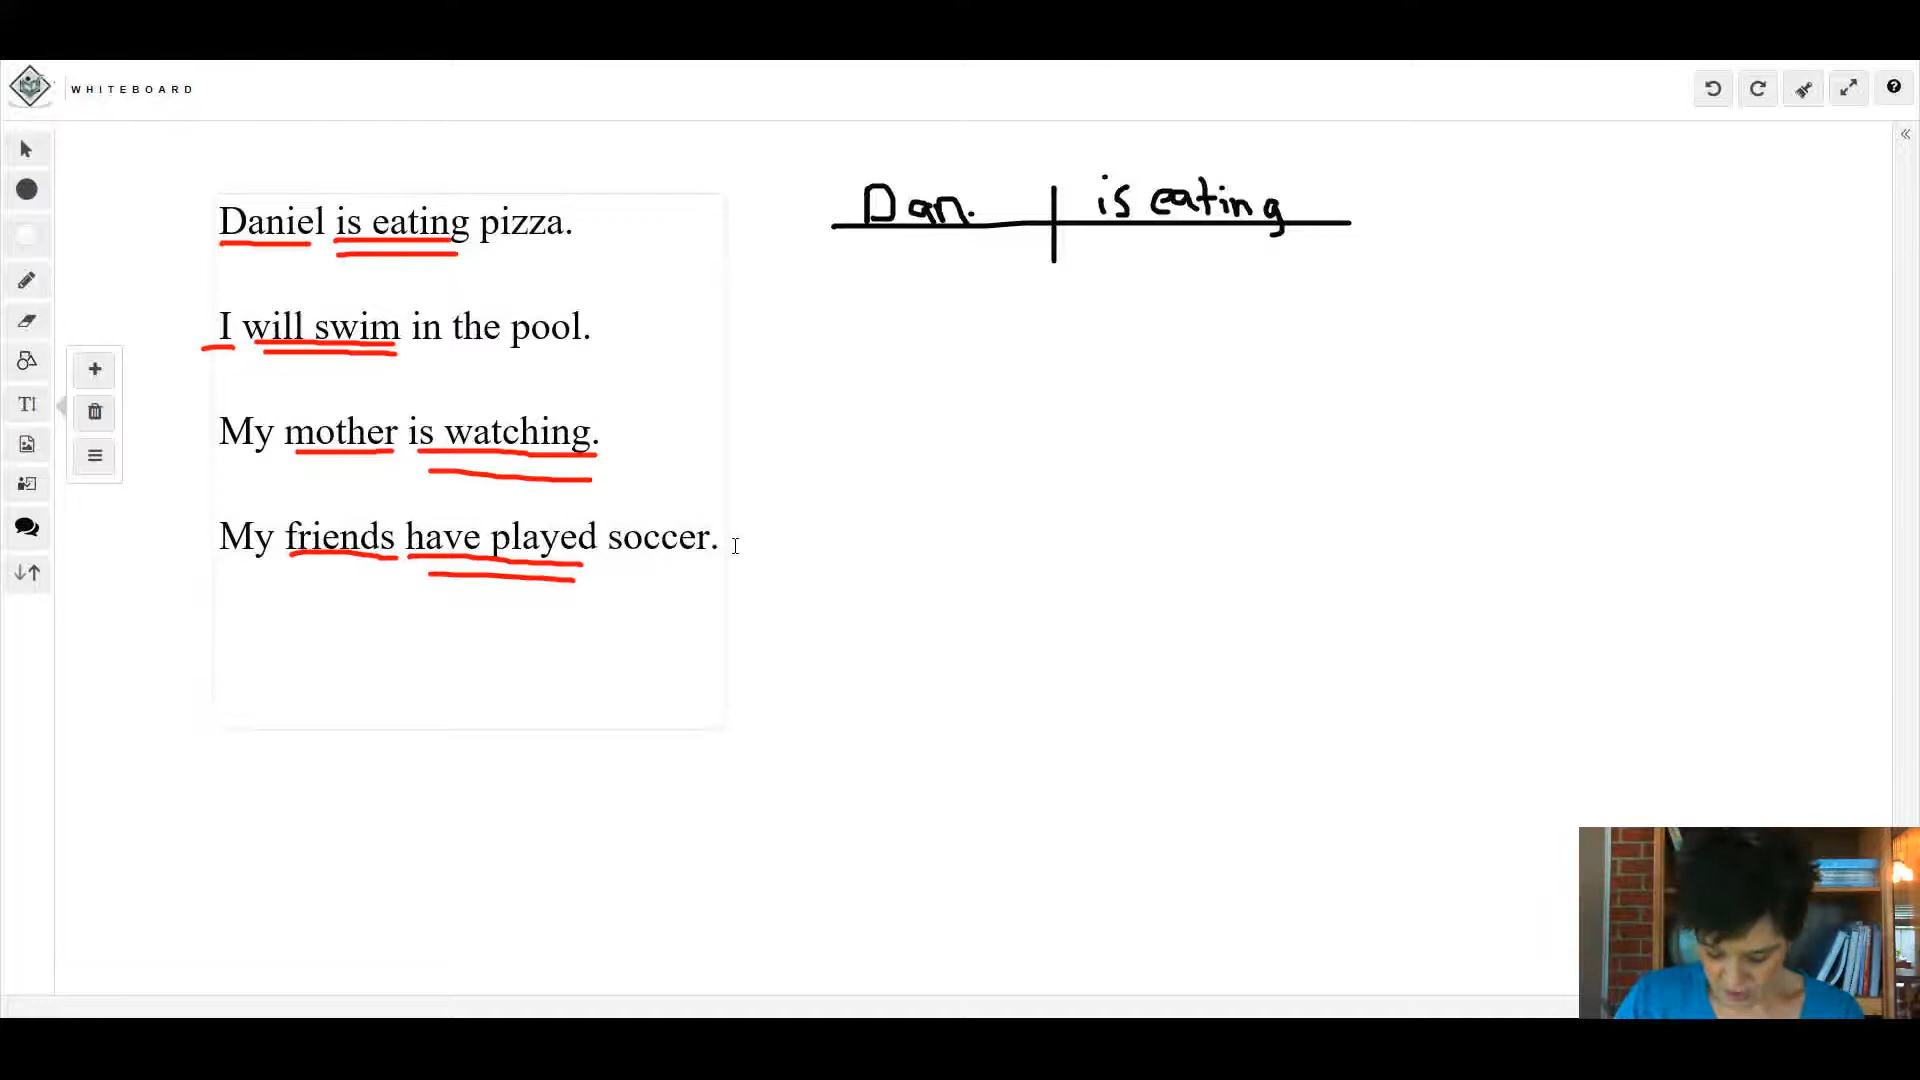 WHITEBOARD
Daniel is eating pizza.
Dan. is eating
I will swim in the pool.
My mother is watching.
My friends have played soccer.